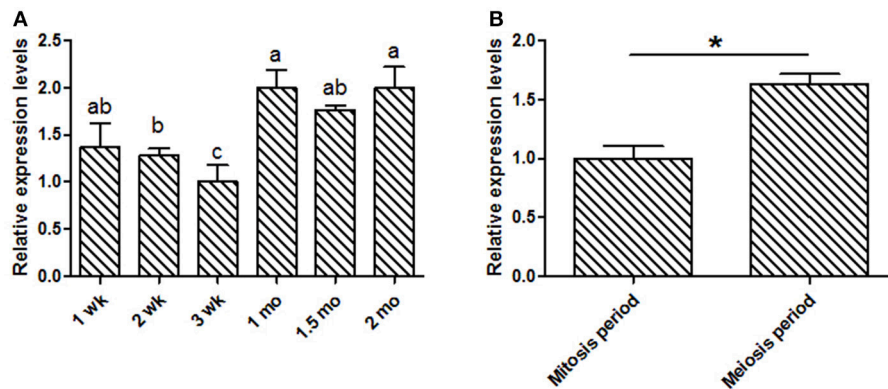 A
Relative expression levels
2.5
2.0
1.5
1.0
0.5
0.0
ab
b
c
a
ab
a
1 wk
2 wk
3 wk
1 mo
1.5 mo
2 mo
B
Relative expression levels
2.0
1.5
1.0
0.5
0.0
*
Mitosis period
Meiosis period